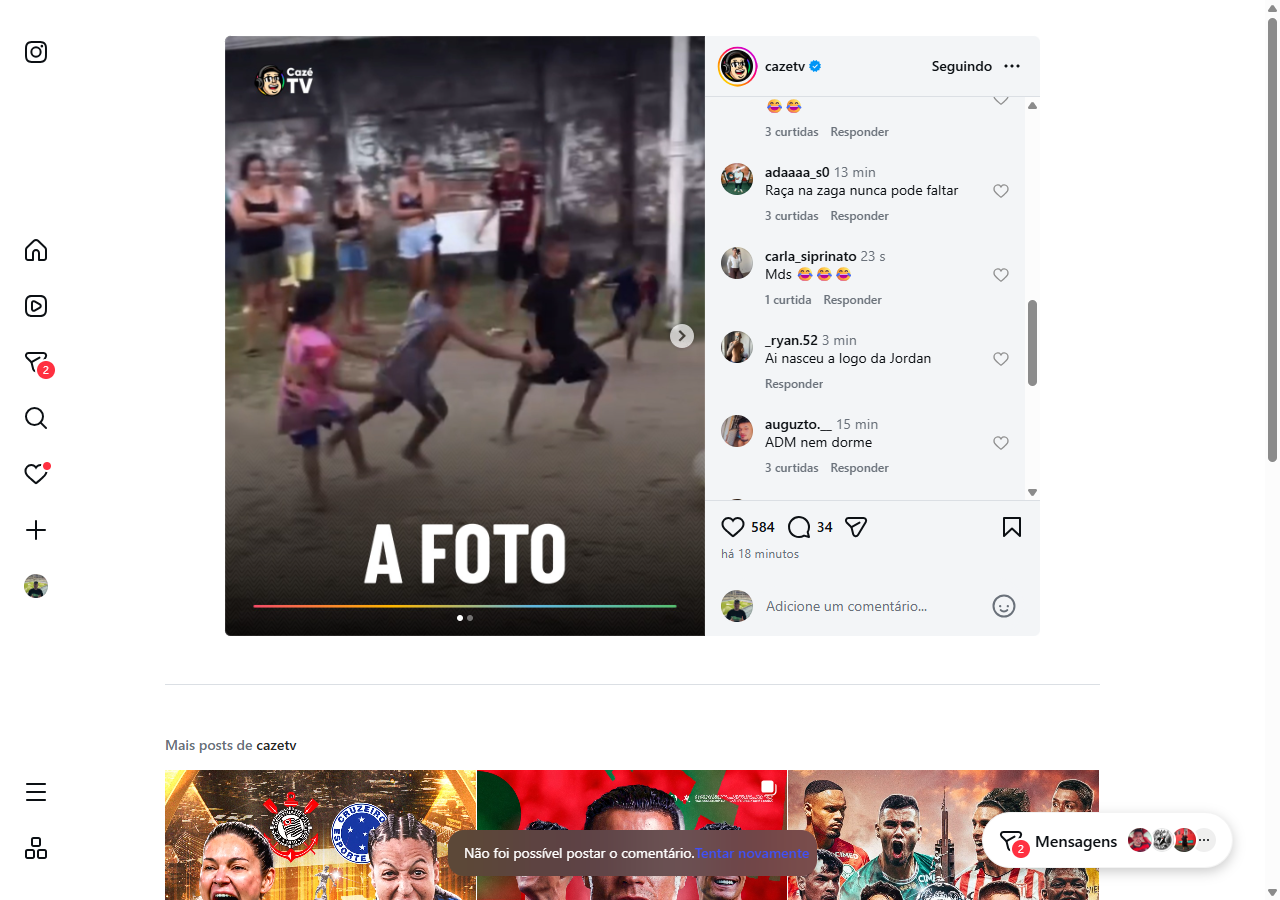 Cazé
TV
A FOTO
cazetv
Seguindo
3 curtidas Responder
adaaaa_s0 13 min
Raça na zaga nunca pode faltar
3 curtidas Responder
carla_siprinato 23 s
Mds 😂😂😂
1 curtida Responder
_ryan.52 3 min
Ai nasceu a logo da Jordan
Responder
auguzto.__ 15 min
ADM nem dorme
3 curtidas Responder
584 34
há 18 minutos
Adicione um comentário...
2
Mais posts de cazetv
Não foi possível postar o comentário. Tentar novamente
2 Mensagens